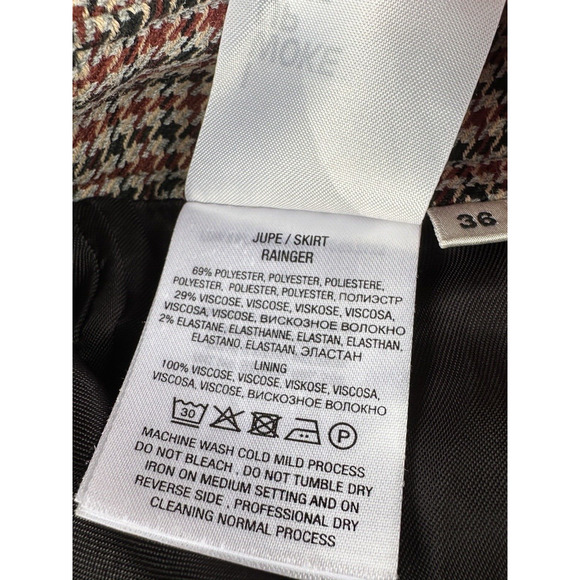 MOKE
36
JUPE / SKIRT
RAINGER
69% POLYESTER, POLYESTER, POLIESTERE,
POLYESTER, POLIESTER, POLYESTER, ПОЛИЭСТР
29% VISCOSE, VISCOSE, VISKOSE, VISCOSA,
VISCOSA, VISCOSE, ВИСКОЗНОЕ ВОЛОКНО
2% ELASTANE, ELASTHANNE, ELASTAN, ELASTHAN,
ELASTANO, ELASTAAN, ЭЛАСТАН
LINING
100% VISCOSE, VISCOSE, VISKOSE, VISCOSA,
VISCOSA, VISCOSE, ВИСКОЗНОЕ ВОЛОКНО
30 P
MACHINE WASH COLD MILD PROCESS
DO NOT BLEACH , DO NOT TUMBLE DRY
IRON ON MEDIUM SETTING AND ON
REVERSE SIDE , PROFESSIONAL DRY
CLEANING NORMAL PROCESS